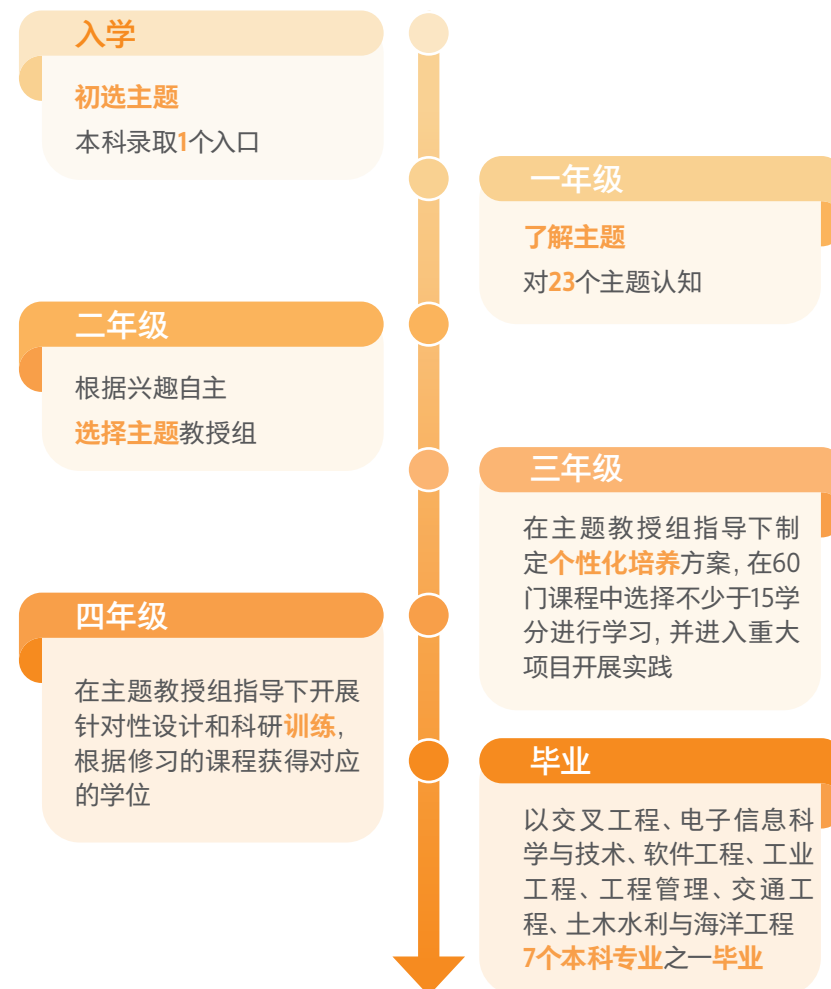 入学
初选主题
本科录取1个入口
一年级
了解主题
对23个主题认知
二年级
根据兴趣自主
选择主题教授组
三年级
在主题教授组指导下制
定个性化培养方案, 在60
门课程中选择不少于15学
分进行学习, 并进入重大
项目开展实践
四年级
在主题教授组指导下开展
针对性设计和科研训练,
根据修习的课程获得对应
的学位
毕业
以交叉工程、电子信息科
学与技术、软件工程、工业
工程、工程管理、交通工
程、土木水利与海洋工程
7个本科专业之一毕业